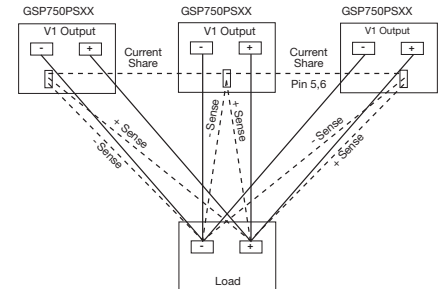 GSP750PSXX
GSP750PSXX
GSP750PSXX
V1 Output
V1 Output
V1 Output
- +
- +
- +
Current
Share
Current
Share
Pin 5,6
+ Sense
- Sense
- Sense
+ Sense
- Sense
+ Sense
- +
Load